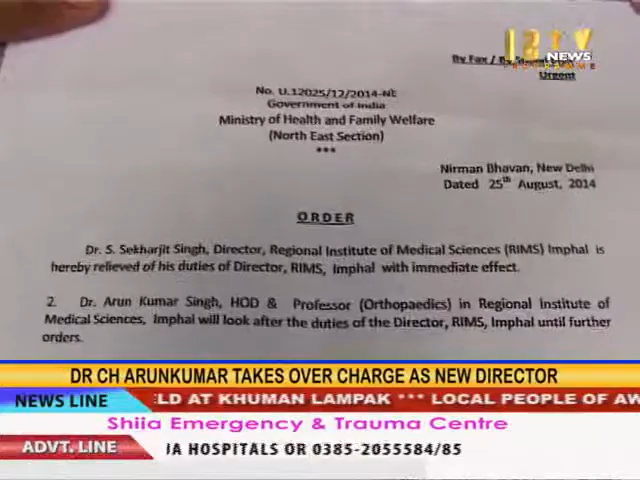 ISTV
NEWS
PROGRAMME
By Fax / By
Urgent
No. U.12025/12/2014-NE
Government of India
Ministry of Health and Family Welfare
(North East Section)
***
Nirman Bhavan, New Delhi
Dated 25th August, 2014
ORDER
Dr. S. Sekharjit Singh, Director, Regional Institute of Medical Sciences (RIMS) Imphal is
hereby relieved of his duties of Director, RIMS, Imphal with immediate effect.
2. Dr. Arun Kumar Singh, HOD & Professor (Orthopaedics) in Regional Institute of
Medical Sciences, Imphal will look after the duties of the Director, RIMS, Imphal until further
orders.
DR CH ARUNKUMAR TAKES OVER CHARGE AS NEW DIRECTOR
NEWS LINE ELD AT KHUMAN LAMPAK *** LOCAL PEOPLE OF AW
Shija Emergency & Trauma Centre
ADVT. LINE JA HOSPITALS OR 0385-2055584/85